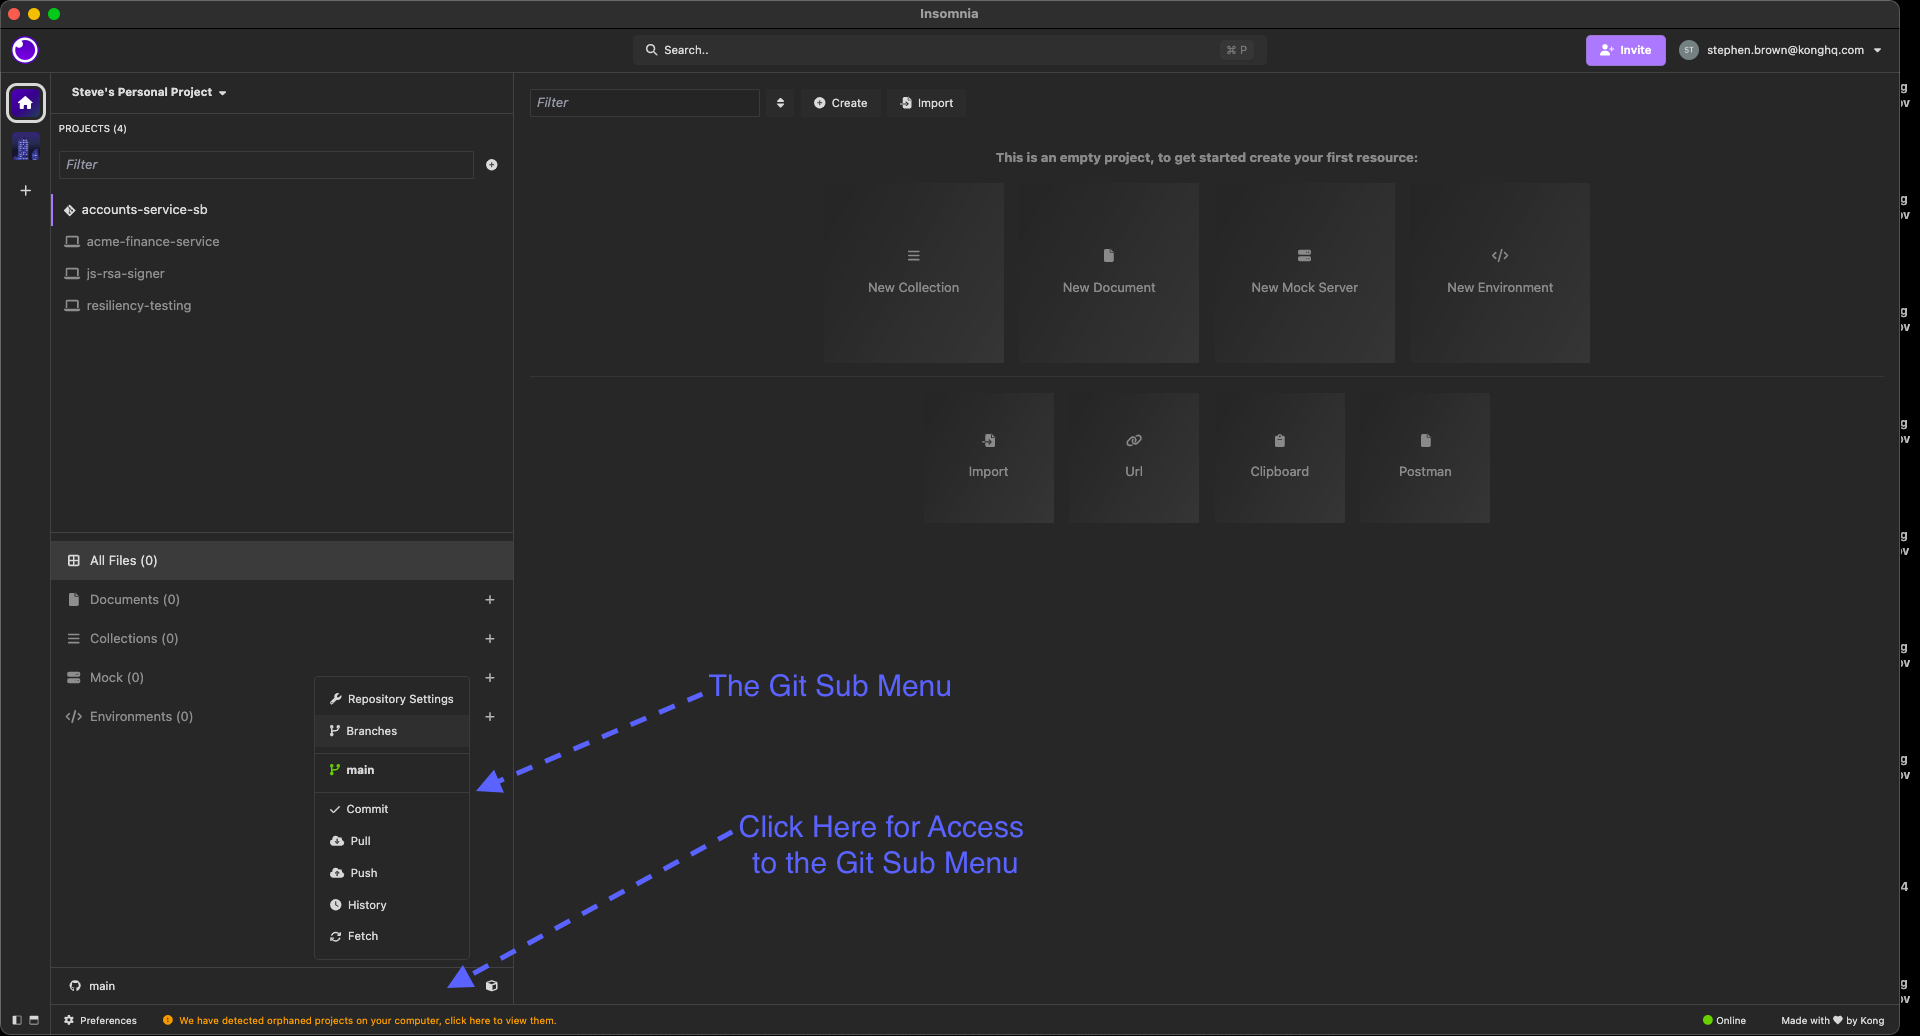 Insomnia
Search..
⌘ P
Invite
ST
stephen.brown@konghq.com
Steve's Personal Project
PROJECTS (4)
Filter
accounts-service-sb
acme-finance-service
js-rsa-signer
resiliency-testing
Filter
Create
Import
This is an empty project, to get started create your first resource:
New Collection
New Document
New Mock Server
New Environment
Import
Url
Clipboard
Postman
All Files (0)
Documents (0)
Collections (0)
Mock (0)
Environments (0)
Repository Settings
Branches
main
Commit
Pull
Push
History
Fetch
The Git Sub Menu
Click Here for Access
to the Git Sub Menu
main
Preferences
We have detected orphaned projects on your computer, click here to view them.
Online
Made with ♥ by Kong